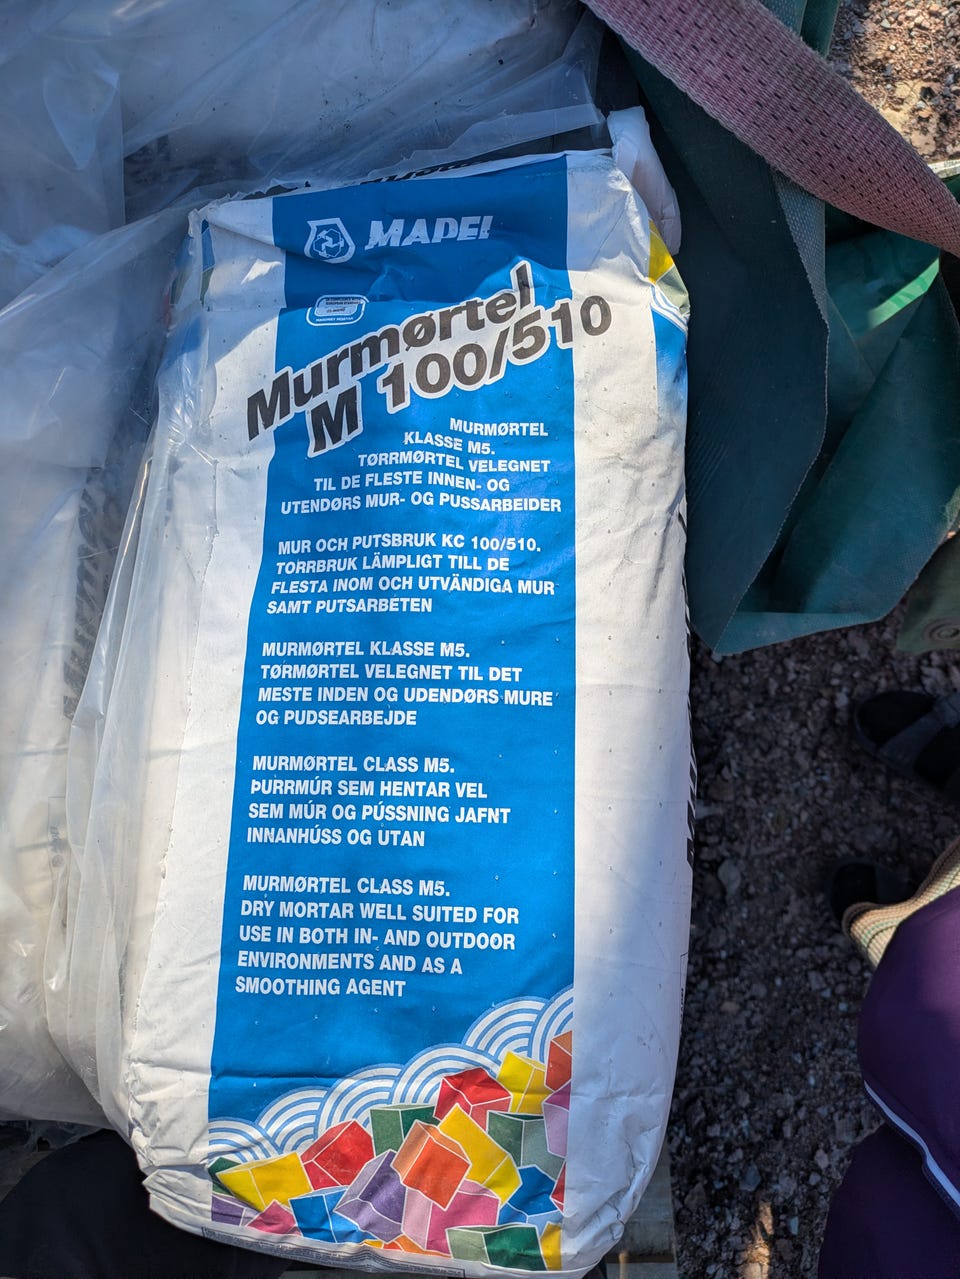 MAPEI
Murmørtel
M 100/510
MURMØRTEL
KLASSE M5.
TØRRMØRTEL VELEGNET
TIL DE FLESTE INNEN- OG
UTENDØRS MUR- OG PUSSARBEIDER
MUR OCH PUTSBRUK KC 100/510.
TORRBRUK LÄMPLIGT TILL DE
FLESTA INOM OCH UTVÄNDIGA MUR
SAMT PUTSARBETEN
MURMØRTEL KLASSE M5.
TØRMØRTEL VELEGNET TIL DET
MESTE INDEN OG UDENDØRS MURE
OG PUDSEARBEJDE
MURMØRTEL CLASS M5.
ÞURRMÚR SEM HENTAR VEL
SEM MÚR OG PÚSSNING JAFNT
INNANHÚSS OG UTAN
MURMØRTEL CLASS M5.
DRY MORTAR WELL SUITED FOR
USE IN BOTH IN- AND OUTDOOR
ENVIRONMENTS AND AS A
SMOOTHING AGENT